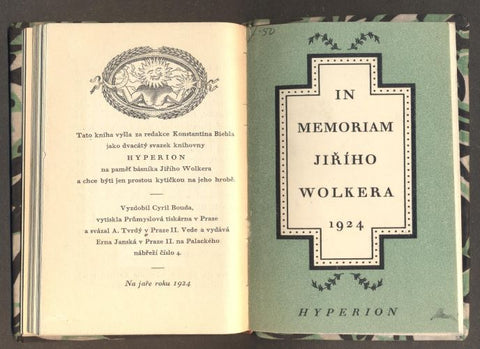 Tato kniha vyšla za redakce Konstantina Biebla
jako dvacátý svazek knihovny
HYPERION
na paměť básníka Jiřího Wolkera
a chce býti jen prostou kytičkou na jeho hrobě.
Vyzdobil Cyril Bouda,
vytiskla Průmyslová tiskárna v Praze
a svázal A. Tvrdý v Praze II. Vede a vydává
Erna Janská v Praze II. na Palackého
nábřeží číslo 4.
Na jaře roku 1924
IN
MEMORIAM
JIŘÍHO
WOLKERA
1924
HYPERION